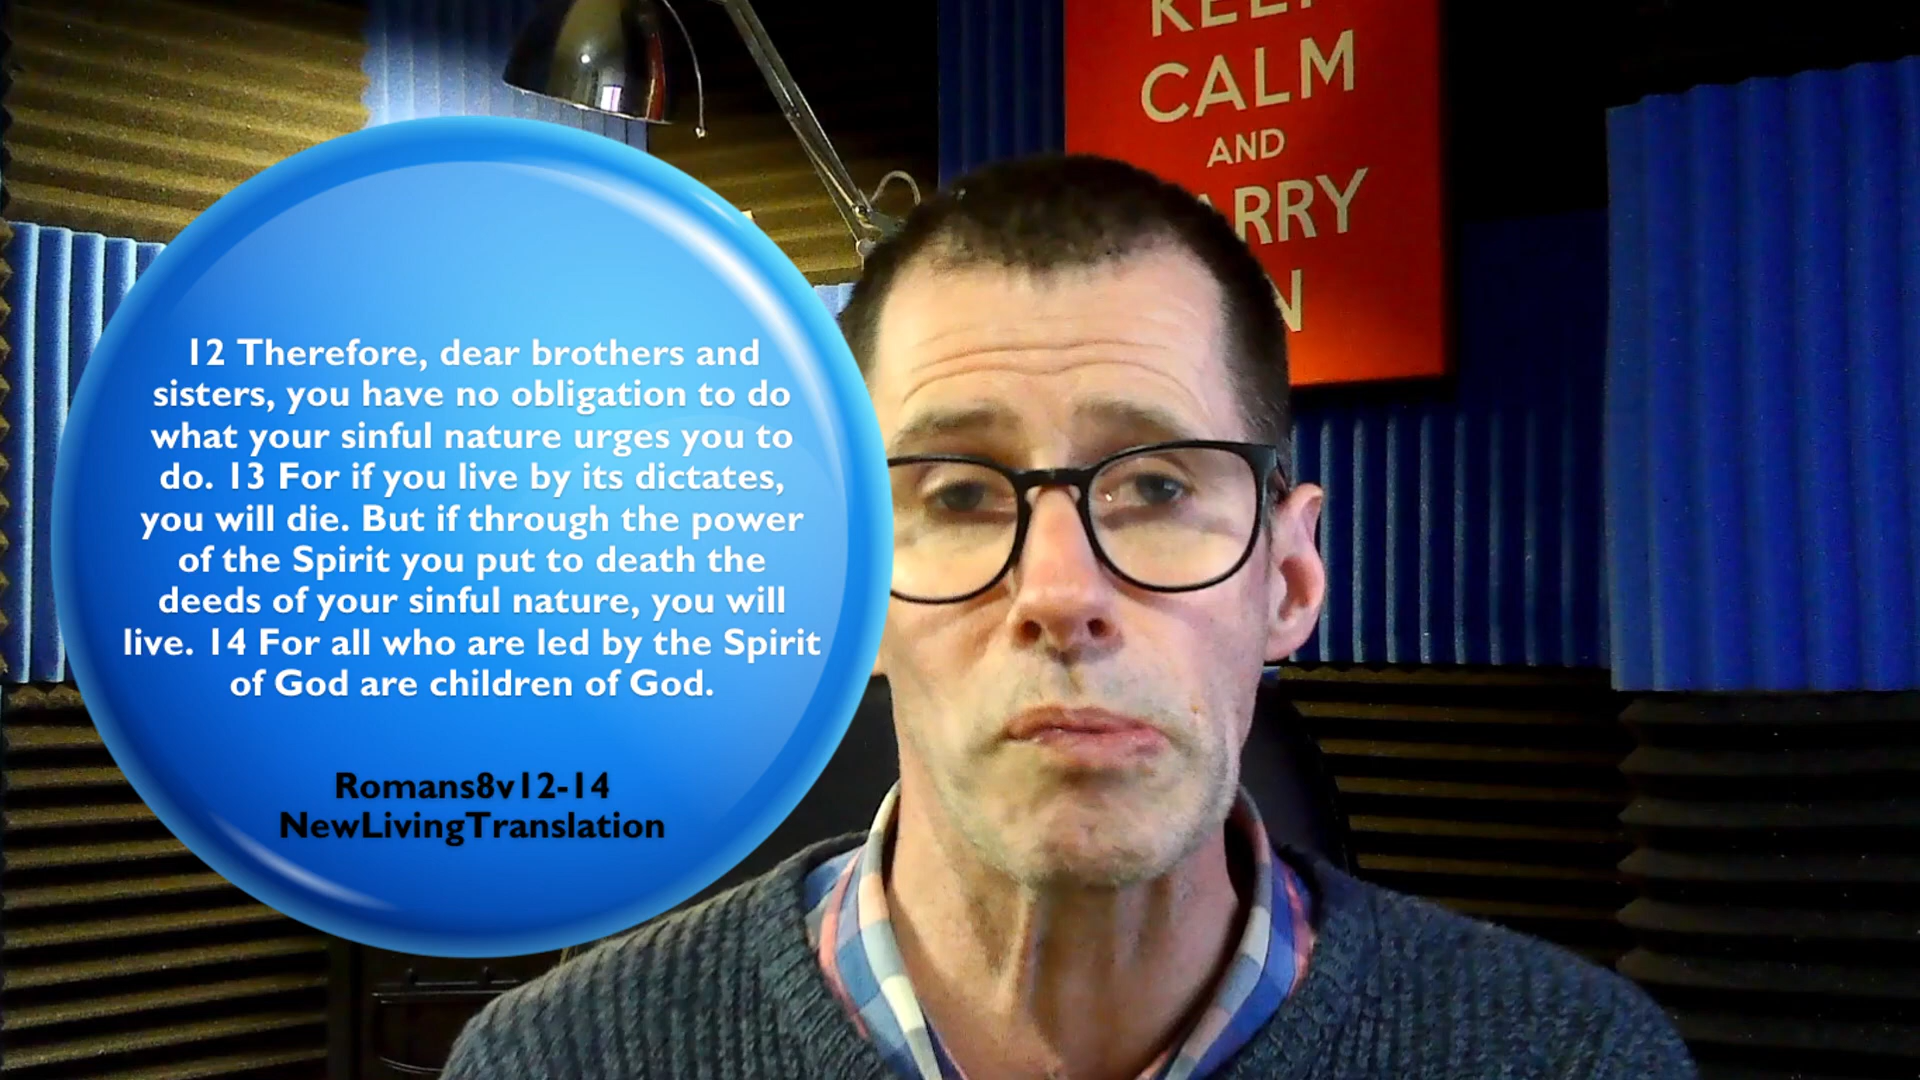 12 Therefore, dear brothers and
sisters, you have no obligation to do
what your sinful nature urges you to
do. 13 For if you live by its dictates,
you will die. But if through the power
of the Spirit you put to death the
deeds of your sinful nature, you will
live. 14 For all who are led by the Spirit
of God are children of God.
Romans8v12-14
NewLivingTranslation
CALM
AND